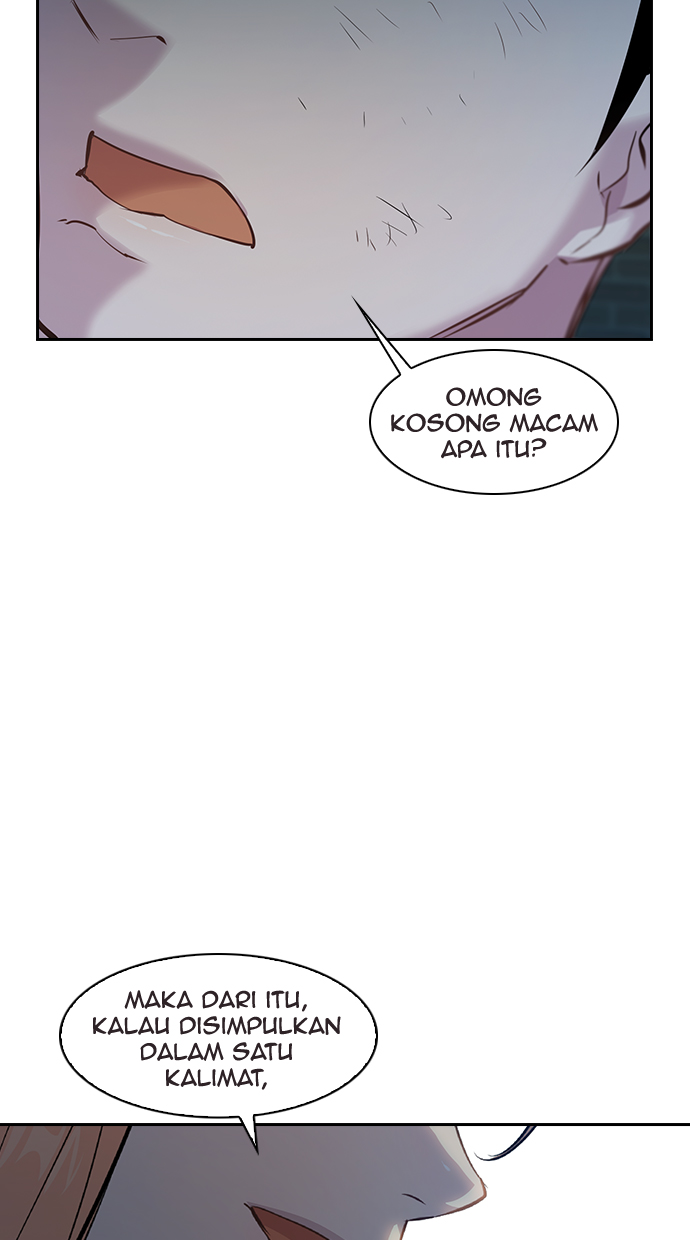 OMONG
KOSONG MACAM
APA ITU?
MAKA DARI ITU,
KALAU DISIMPULKAN
DALAM SATU
KALIMAT,